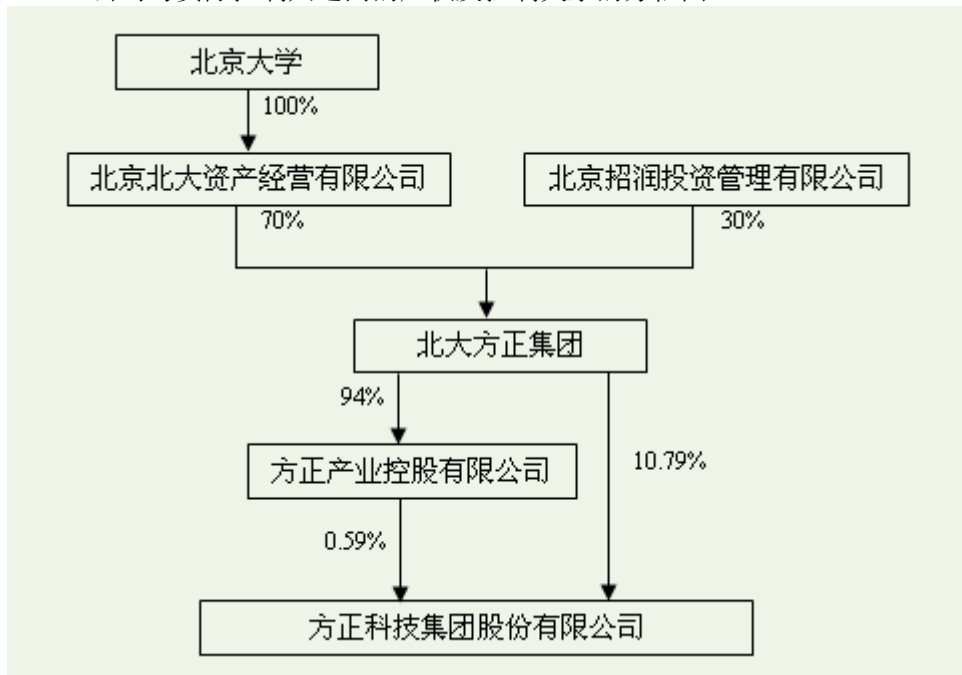 北京大学
100%
北京北大资产经营有限公司
北京招润投资管理有限公司
70%
30%
北大方正集团
94%
方正产业控股有限公司
10.79%
0.59%
方正科技集团股份有限公司